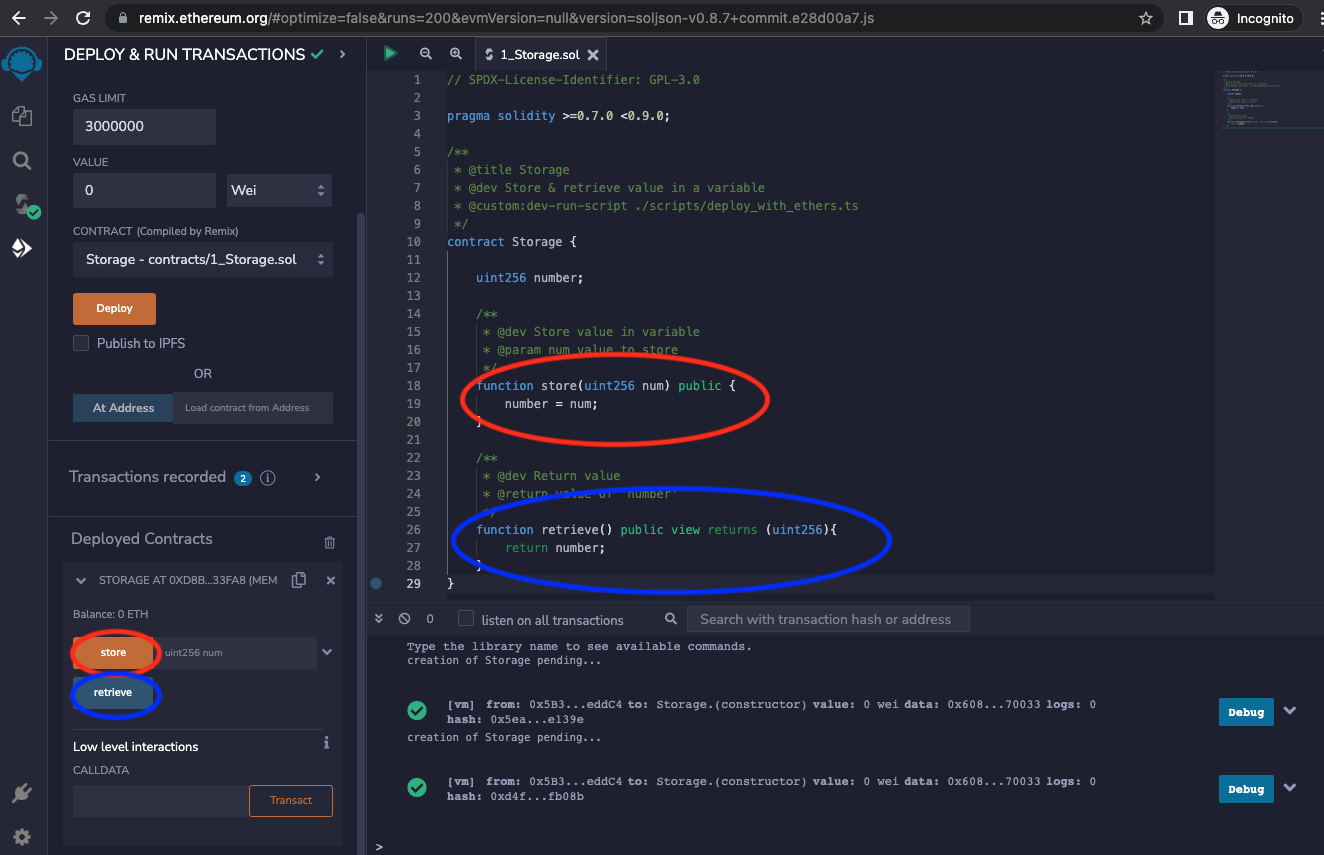 remix.ethereum.org/#optimize=false&runs=200&evmVersion=null&version=soljson-v0.8.7+commit.e28d00a7.js
Incognito
DEPLOY & RUN TRANSACTIONS
GAS LIMIT
3000000
VALUE
0
Wei
CONTRACT (Compiled by Remix)
Storage - contracts/1_Storage.sol
Deploy
Publish to IPFS
OR
At Address
Load contract from Address
Transactions recorded 2 i
Deployed Contracts
STORAGE AT 0XD8B...33FA8 (MEM
Balance: 0 ETH
store
uint256 num
retrieve
Low level interactions i
CALLDATA
Transact
1_Storage.sol
1 // SPDX-License-Identifier: GPL-3.0
2
3 pragma solidity >=0.7.0 <0.9.0;
4
5 /**
6 * @title Storage
7 * @dev Store & retrieve value in a variable
8 * @custom:dev-run-script ./scripts/deploy_with_ethers.ts
9 */
10 contract Storage {
11
12 uint256 number;
13
14 /**
15 * @dev Store value in variable
16 * @param num value to store
17 */
18 function store(uint256 num) public {
19 number = num;
20 }
21
22 /**
23 * @dev Return value
24 * @return value of 'number'
25 */
26 function retrieve() public view returns (uint256){
27 return number;
28 }
29 }
0
listen on all transactions
Search with transaction hash or address
Type the library name to see available commands.
creation of Storage pending...
[vm] from: 0x5B3...eddC4 to: Storage.(constructor) value: 0 wei data: 0x608...70033 logs: 0
hash: 0x5ea...e139e
Debug
creation of Storage pending...
[vm] from: 0x5B3...eddC4 to: Storage.(constructor) value: 0 wei data: 0x608...70033 logs: 0
hash: 0xd4f...fb08b
Debug
>